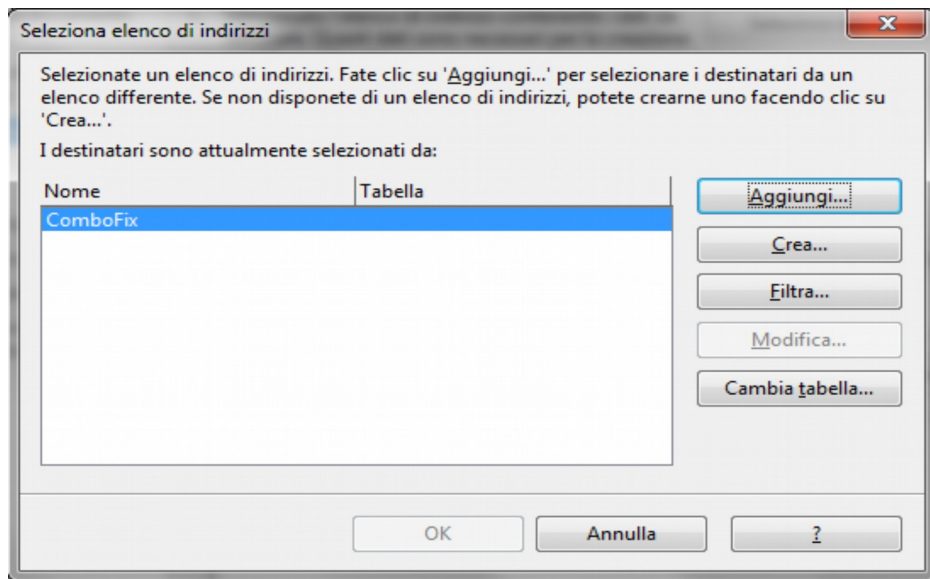 Seleziona elenco di indirizzi
Selezionate un elenco di indirizzi. Fate clic su 'Aggiungi...' per selezionare i destinatari da un
elenco differente. Se non disponete di un elenco di indirizzi, potete crearne uno facendo clic su
'Crea...'.
I destinatari sono attualmente selezionati da:
Nome Tabella
ComboFix
Aggiungi...
Crea...
Filtra...
Modifica...
Cambia tabella...
OK Annulla ?